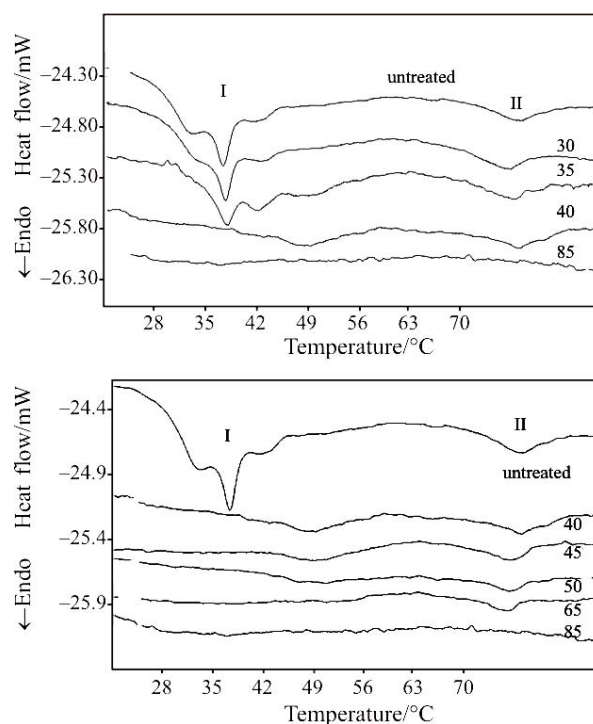 −24.30
−24.80
−25.30
−25.80
−26.30
Heat flow/mW
←Endo
I
untreated
II
30
35
40
85
28 35 42 49 56 63 70
Temperature/°C
−24.4
−24.9
−25.4
−25.9
Heat flow/mW
←Endo
I
II
untreated
40
45
50
65
85
28 35 42 49 56 63 70
Temperature/°C